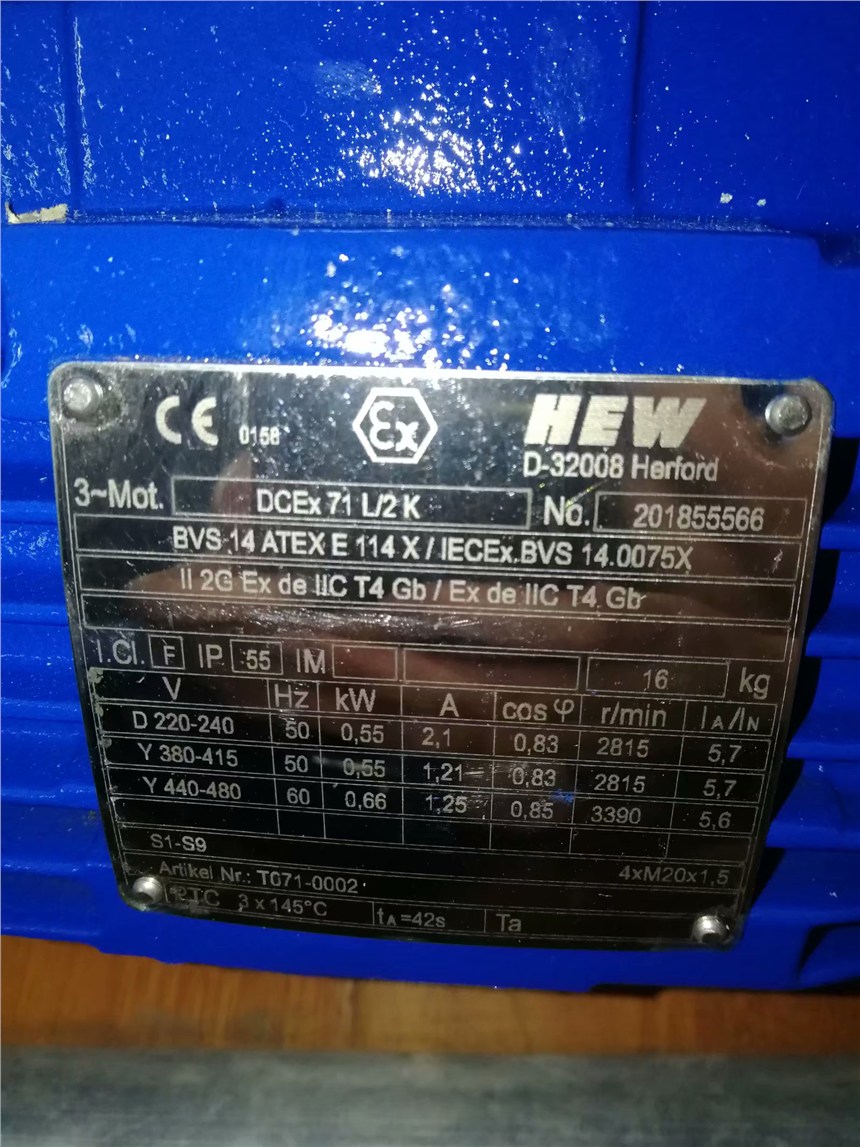 CE 0158 Ex HEW
D-32008 Herford
3~Mot. DCEx 71 L/2 K No. 201855566
BVS 14 ATEX E 114 X / IECEx BVS 14.0075X
II 2G Ex de IIC T4 Gb / Ex de IIC T4 Gb
I.Cl. F IP 55 IM 16 kg
V Hz kW A cos φ r/min IA/IN
D 220-240 50 0,55 2,1 0,83 2815 5,7
Y 380-415 50 0,55 1,21 0,83 2815 5,7
Y 440-480 60 0,66 1,25 0,85 3390 5,6
S1-S9
Artikel Nr.: T071-0002 4xM20x1,5
PTC 3 x 145°C tA =42s Ta